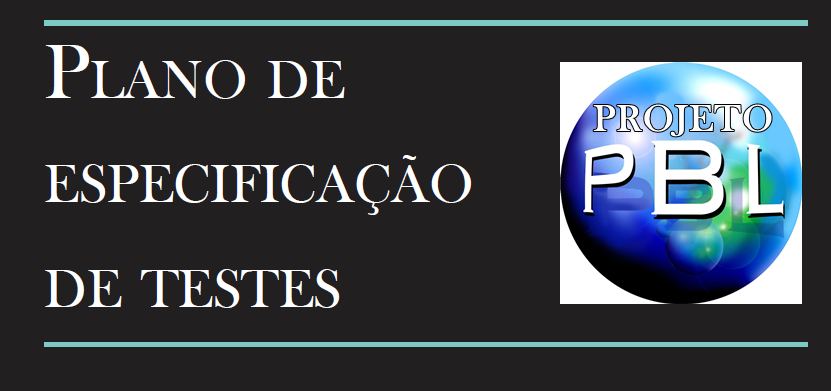 Plano de
especificação
de testes
PROJETO
PBL